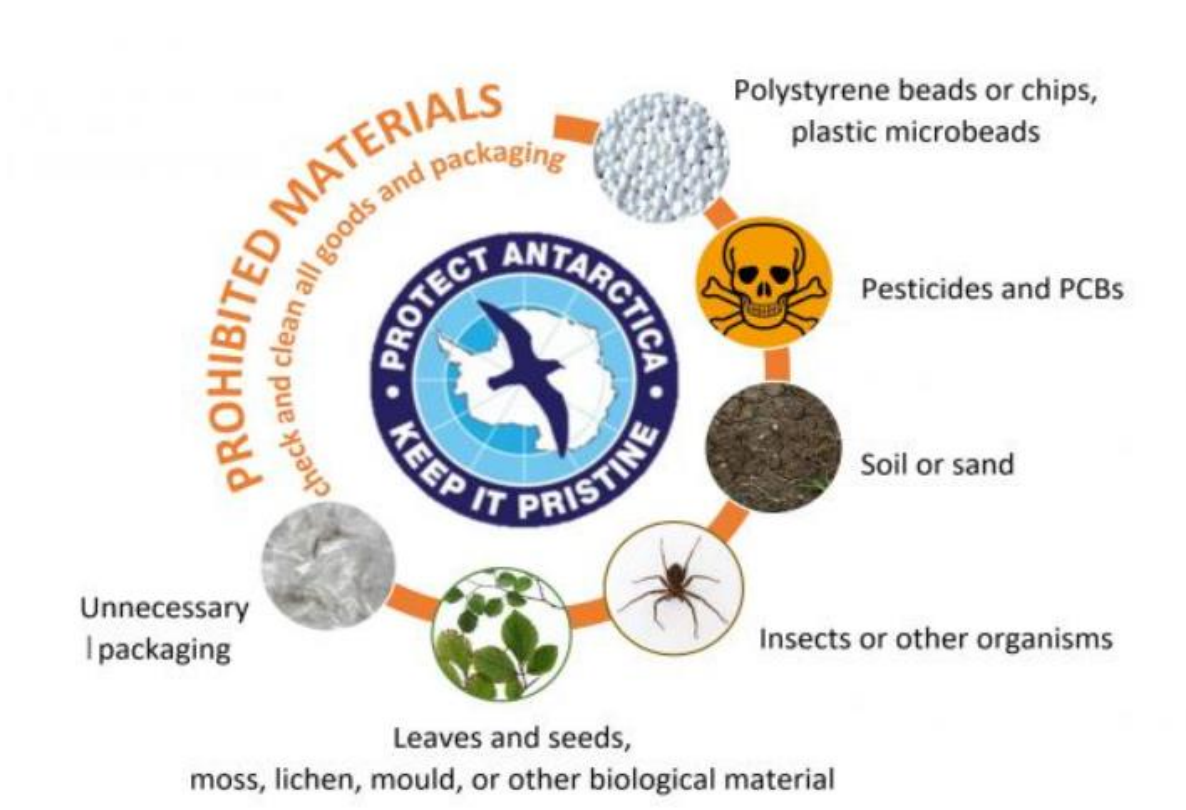 PROHIBITED MATERIALS
check and clean all goods and packaging
PROTECT ANTARCTICA
KEEP IT PRISTINE
Polystyrene beads or chips,
plastic microbeads
Pesticides and PCBs
Soil or sand
Insects or other organisms
Leaves and seeds,
moss, lichen, mould, or other biological material
Unnecessary
packaging